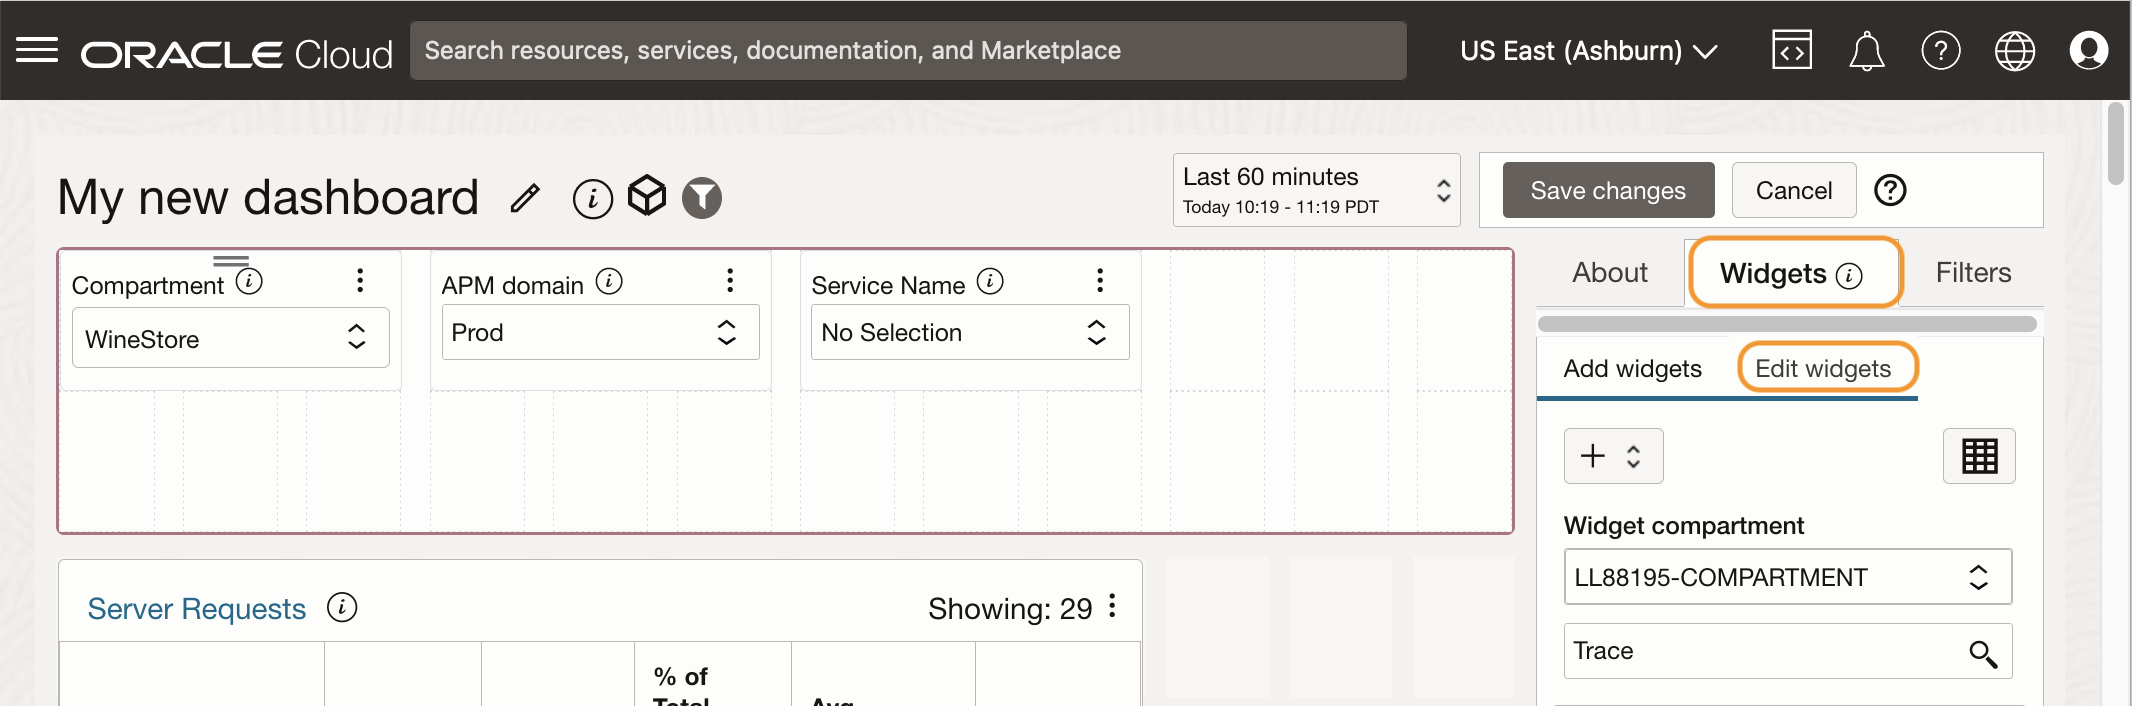 ORACLE Cloud
Search resources, services, documentation, and Marketplace
US East (Ashburn)
My new dashboard
Last 60 minutes
Today 10:19 - 11:19 PDT
Save changes
Cancel
Compartment
WineStore
APM domain
Prod
Service Name
No Selection
About
Widgets
Filters
Add widgets
Edit widgets
Widget compartment
LL88195-COMPARTMENT
Trace
Server Requests
Showing: 29
% of
Total
Avg